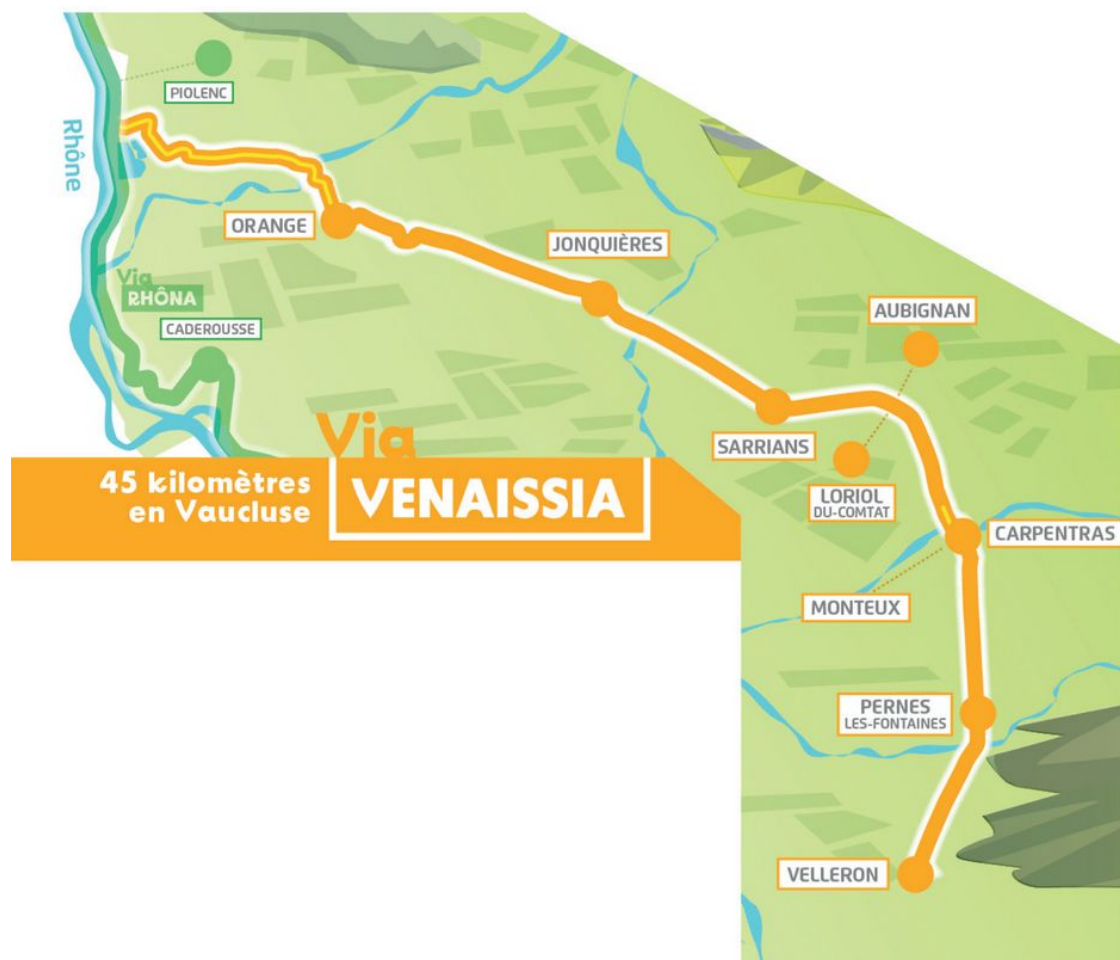 PIOLENC
Rhône
ORANGE
JONQUIÈRES
Via
RHÔNA
CADEROUSSE
AUBIGNAN
SARRIANS
LORIOL
DU-COMTAT
Via
VENAISSIA
45 kilomètres
en Vaucluse
CARPENTRAS
MONTEUX
PERNES
LES-FONTAINES
VELLERON